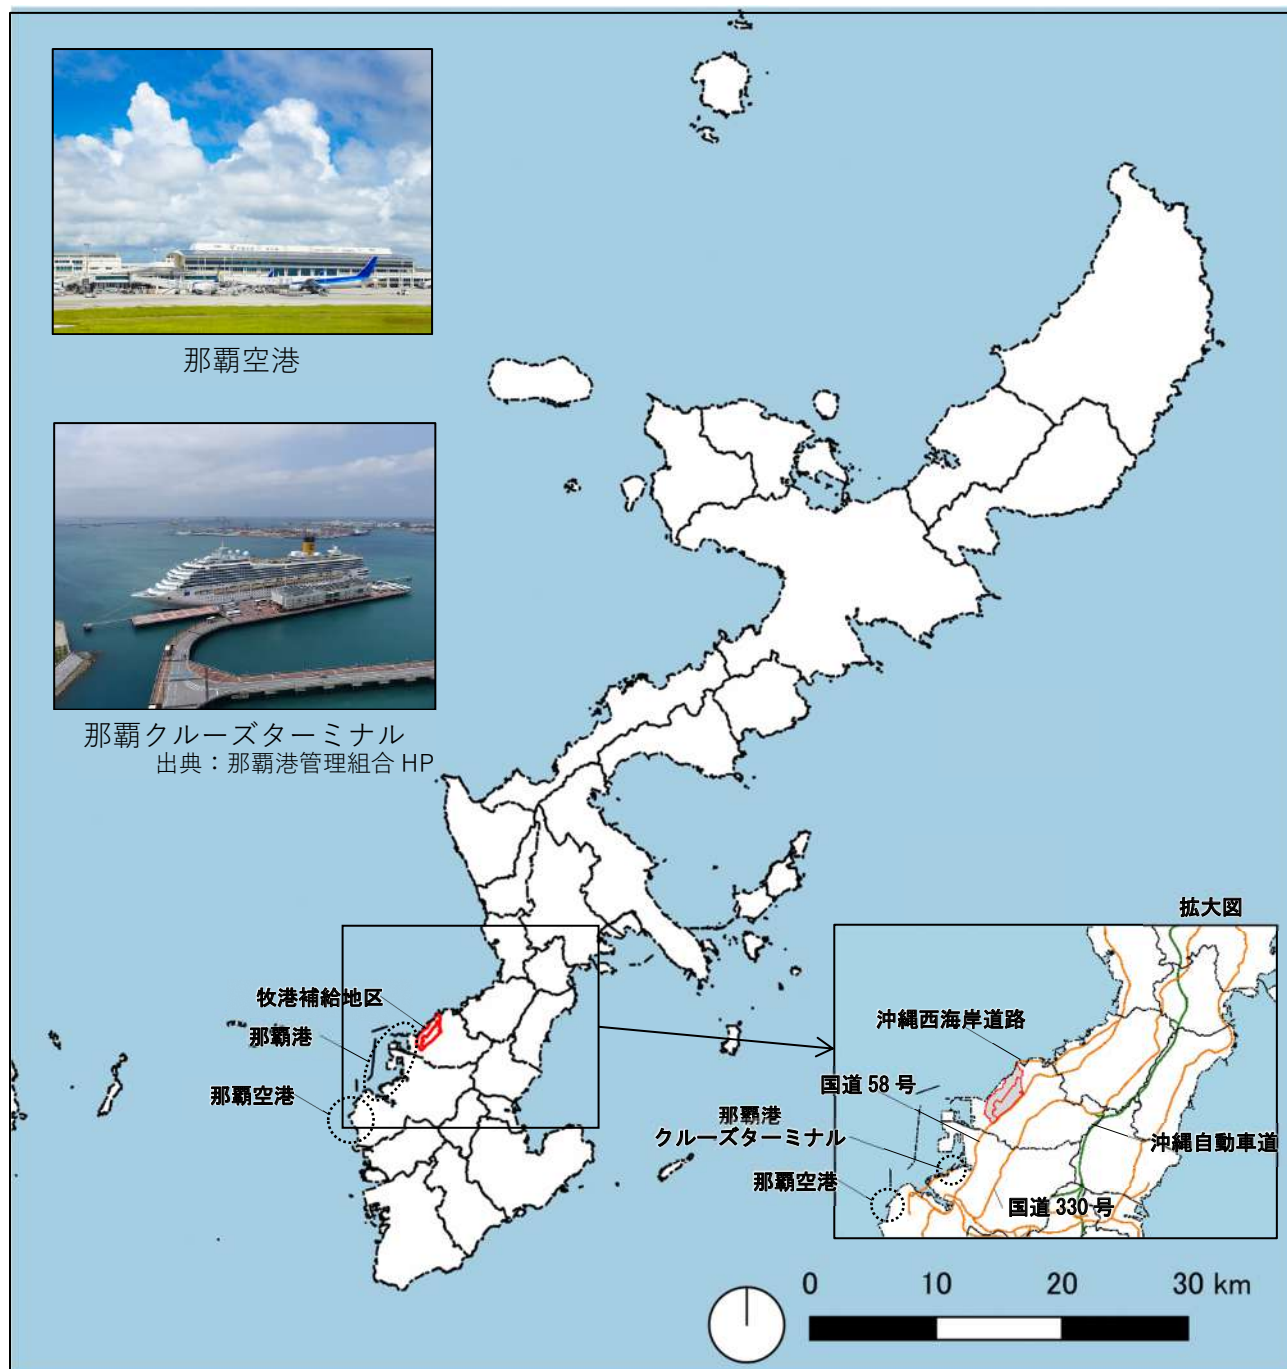 那覇空港
那覇クルーズターミナル
出典：那覇港管理組合 HP
牧港補給地区
那覇港
那覇空港
拡大図
沖縄西海岸道路
国道 58 号
那覇港
クルーズターミナル
沖縄自動車道
那覇空港
国道 330 号
0 10 20 30 km